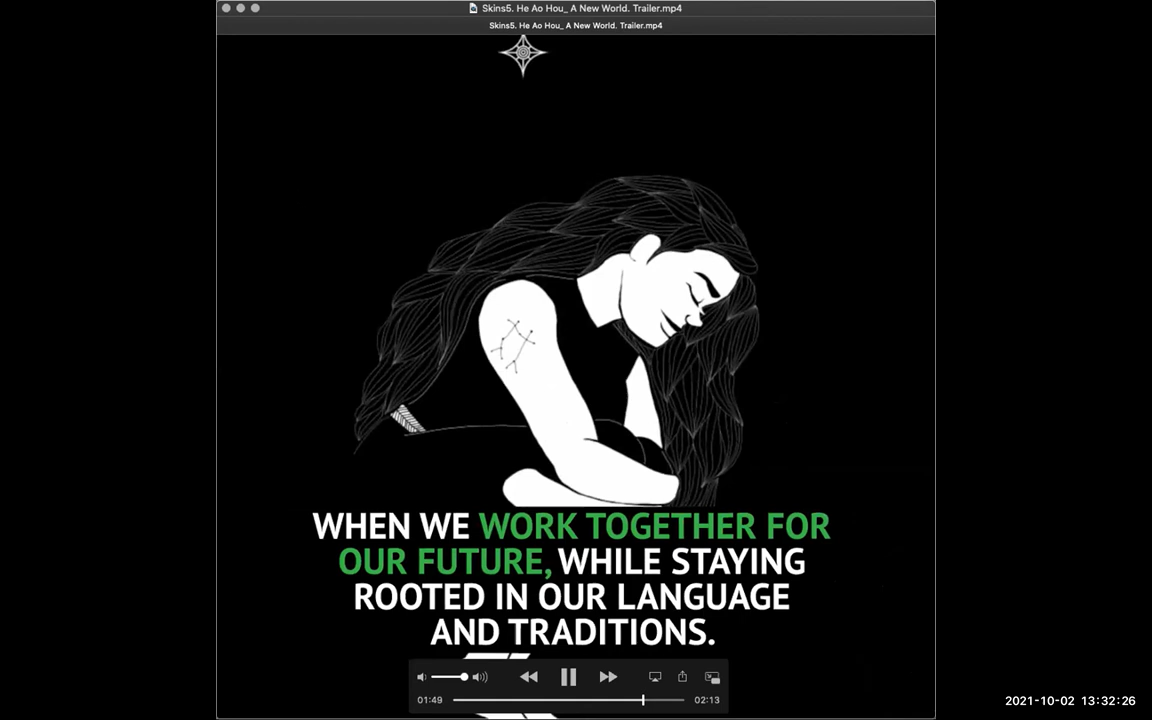 Skins5. He Ao Hou_ A New World. Trailer.mp4
Skins5. He Ao Hou_ A New World. Trailer.mp4
WHEN WE WORK TOGETHER FOR
OUR FUTURE, WHILE STAYING
ROOTED IN OUR LANGUAGE
AND TRADITIONS.
01:49 02:13
2021-10-02 13:32:26